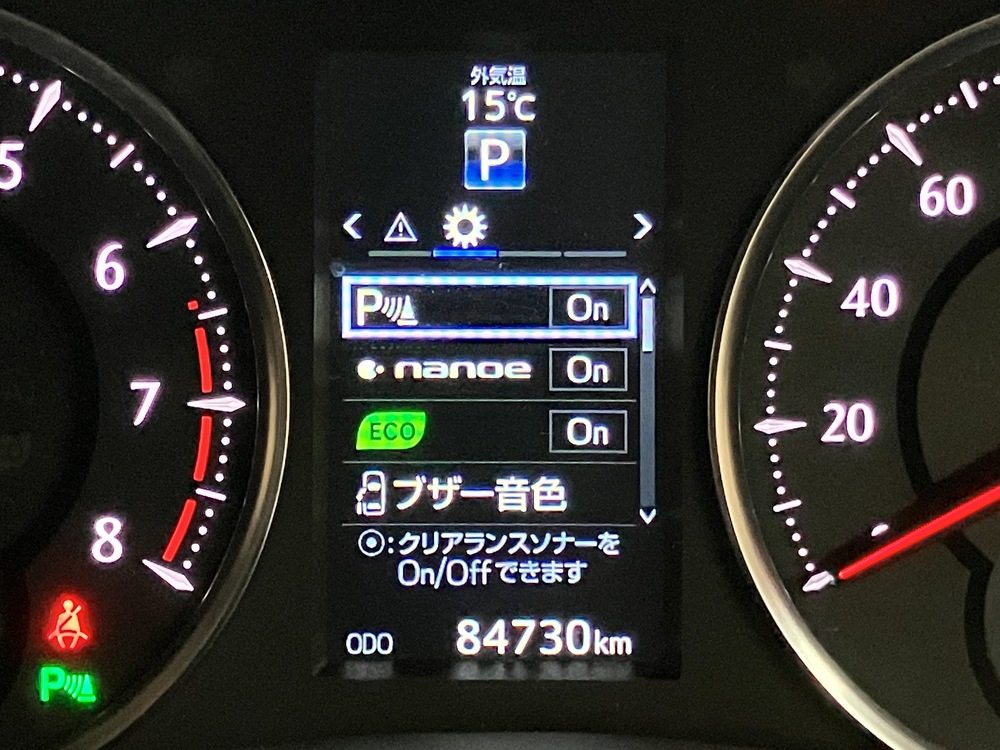 外気温
15℃
P
P On
nanoe On
ECO On
ブザー音色
⦿:クリアランスソナーを
On/Offできます
ODO 84730km
5
6
7
8
P
60
40
20